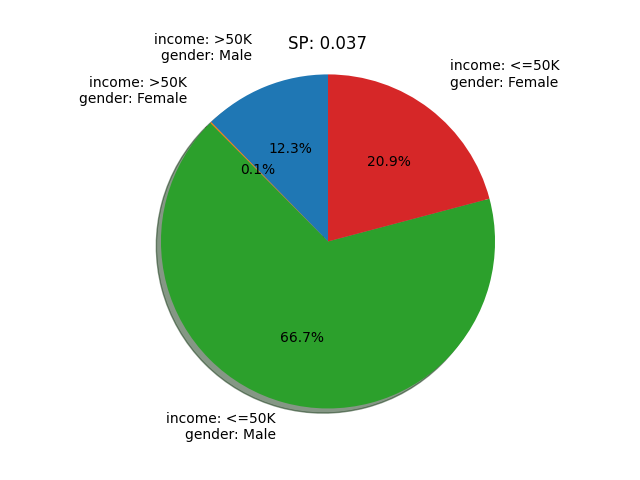 SP: 0.037
income: >50K
gender: Male
income: >50K
gender: Female
income: <=50K
gender: Female
12.3%
0.1%
20.9%
66.7%
income: <=50K
gender: Male